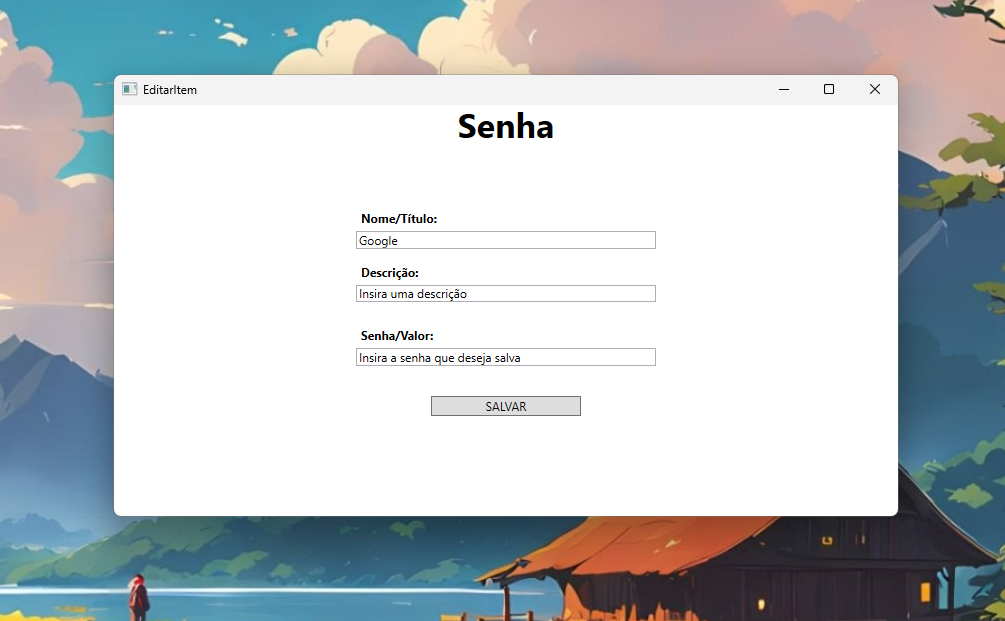 EditarItem
Senha
Nome/Título:
Google
Descrição:
Insira uma descrição
Senha/Valor:
Insira a senha que deseja salva
SALVAR